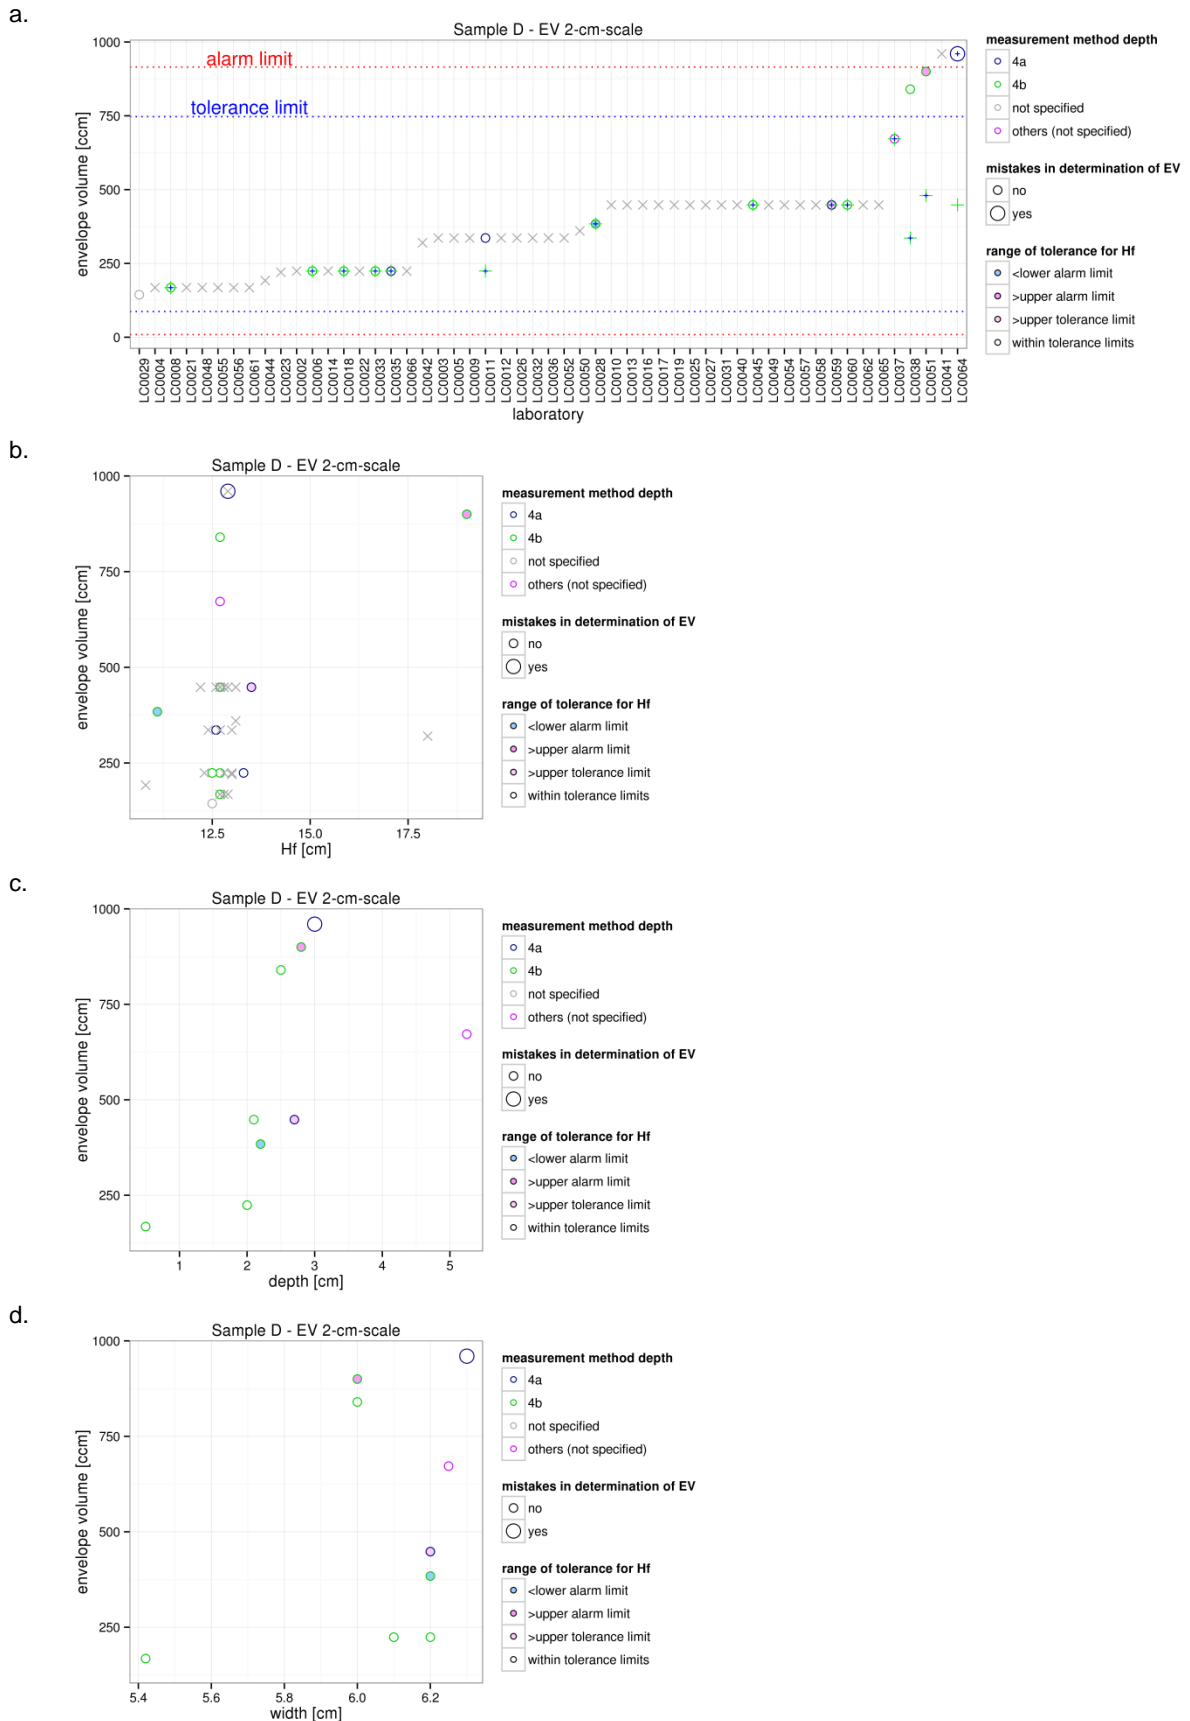 a.
Sample D - EV 2-cm-scale
1000
750
500
250
0
envelope volume [ccm]
alarm limit
tolerance limit
LC0029
LC0004
LC0008
LC0021
LC0048
LC0055
LC0056
LC0061
LC0044
LC0023
LC0002
LC0006
LC0014
LC0018
LC0022
LC0033
LC0035
LC0066
LC0042
LC0003
LC0005
LC0009
LC0011
LC0012
LC0026
LC0032
LC0036
LC0052
LC0050
LC0028
LC0010
LC0013
LC0016
LC0017
LC0019
LC0025
LC0027
LC0031
LC0040
LC0045
LC0049
LC0054
LC0057
LC0058
LC0059
LC0060
LC0062
LC0065
LC0037
LC0038
LC0051
LC0041
LC0064
laboratory
measurement method depth
4a
4b
not specified
others (not specified)
mistakes in determination of EV
no
yes
range of tolerance for Hf
<lower alarm limit
>upper alarm limit
>upper tolerance limit
within tolerance limits
b.
Sample D - EV 2-cm-scale
1000
750
500
250
envelope volume [ccm]
12.5 15.0 17.5
Hf [cm]
measurement method depth
4a
4b
not specified
others (not specified)
mistakes in determination of EV
no
yes
range of tolerance for Hf
<lower alarm limit
>upper alarm limit
>upper tolerance limit
within tolerance limits
c.
Sample D - EV 2-cm-scale
1000
750
500
250
envelope volume [ccm]
1 2 3 4 5
depth [cm]
measurement method depth
4a
4b
not specified
others (not specified)
mistakes in determination of EV
no
yes
range of tolerance for Hf
<lower alarm limit
>upper alarm limit
>upper tolerance limit
within tolerance limits
d.
Sample D - EV 2-cm-scale
1000
750
500
250
envelope volume [ccm]
5.4 5.6 5.8 6.0 6.2
width [cm]
measurement method depth
4a
4b
not specified
others (not specified)
mistakes in determination of EV
no
yes
range of tolerance for Hf
<lower alarm limit
>upper alarm limit
>upper tolerance limit
within tolerance limits